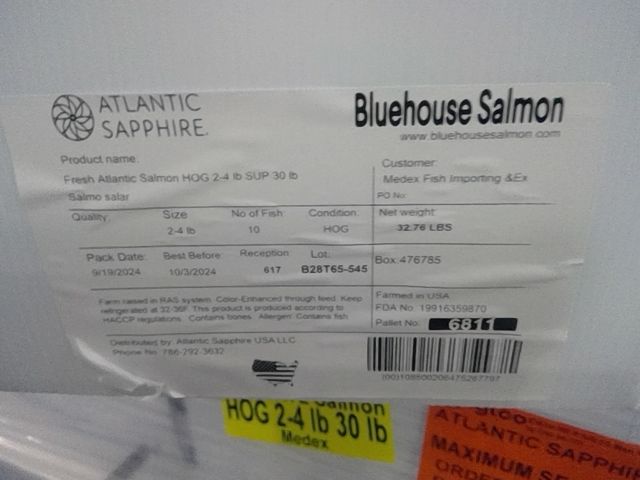 ATLANTIC
SAPPHIRE.
Bluehouse Salmon
www.bluehousesalmon.com
Product name:
Fresh Atlantic Salmon HOG 2-4 lb SUP 30 lb
Salmo salar
Customer:
Medex Fish Importing &Ex
PO No:
Quality: Size No of Fish: Condition:
2-4 lb 10 HOG
Net weight:
32.76 LBS
Pack Date: Best Before: Reception Lot:
9/19/2024 10/3/2024 617 B28T65-545
Box: 476785
Farm raised in RAS system. Color-Enhanced through feed. Keep
refrigerated at 32-36F. This product is produced according to
HACCP regulations. Contains bones. Allergen: Contains fish
Farmed in USA
FDA No. 19916359870
Pallet No: 6811
Distributed by: Atlantic Sapphire USA LLC
Phone No: 786-292-3632
HOG 2-4 lb 30 lb
Medex
ATLANTIC SAPPHIR
MAXIMUM